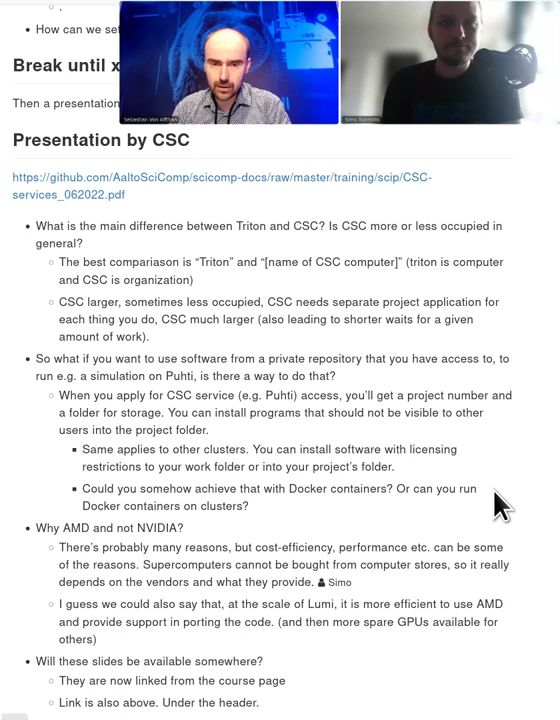 How can we set
Break until x
Then a presentation
Sebastian Von Alfthan
Simo Tuomisto
Presentation by CSC
https://github.com/AaltoSciComp/scicomp-docs/raw/master/training/scip/CSC-
services_062022.pdf
What is the main difference between Triton and CSC? Is CSC more or less occupied in
general?
The best compariason is “Triton” and “[name of CSC computer]” (triton is computer
and CSC is organization)
CSC larger, sometimes less occupied, CSC needs separate project application for
each thing you do, CSC much larger (also leading to shorter waits for a given
amount of work).
So what if you want to use software from a private repository that you have access to, to
run e.g. a simulation on Puhti, is there a way to do that?
When you apply for CSC service (e.g. Puhti) access, you’ll get a project number and
a folder for storage. You can install programs that should not be visible to other
users into the project folder.
Same applies to other clusters. You can install software with licensing
restrictions to your work folder or into your project’s folder.
Could you somehow achieve that with Docker containers? Or can you run
Docker containers on clusters?
Why AMD and not NVIDIA?
There’s probably many reasons, but cost-efficiency, performance etc. can be some
of the reasons. Supercomputers cannot be bought from computer stores, so it really
depends on the vendors and what they provide. Simo
I guess we could also say that, at the scale of Lumi, it is more efficient to use AMD
and provide support in porting the code. (and then more spare GPUs available for
others)
Will these slides be available somewhere?
They are now linked from the course page
Link is also above. Under the header.